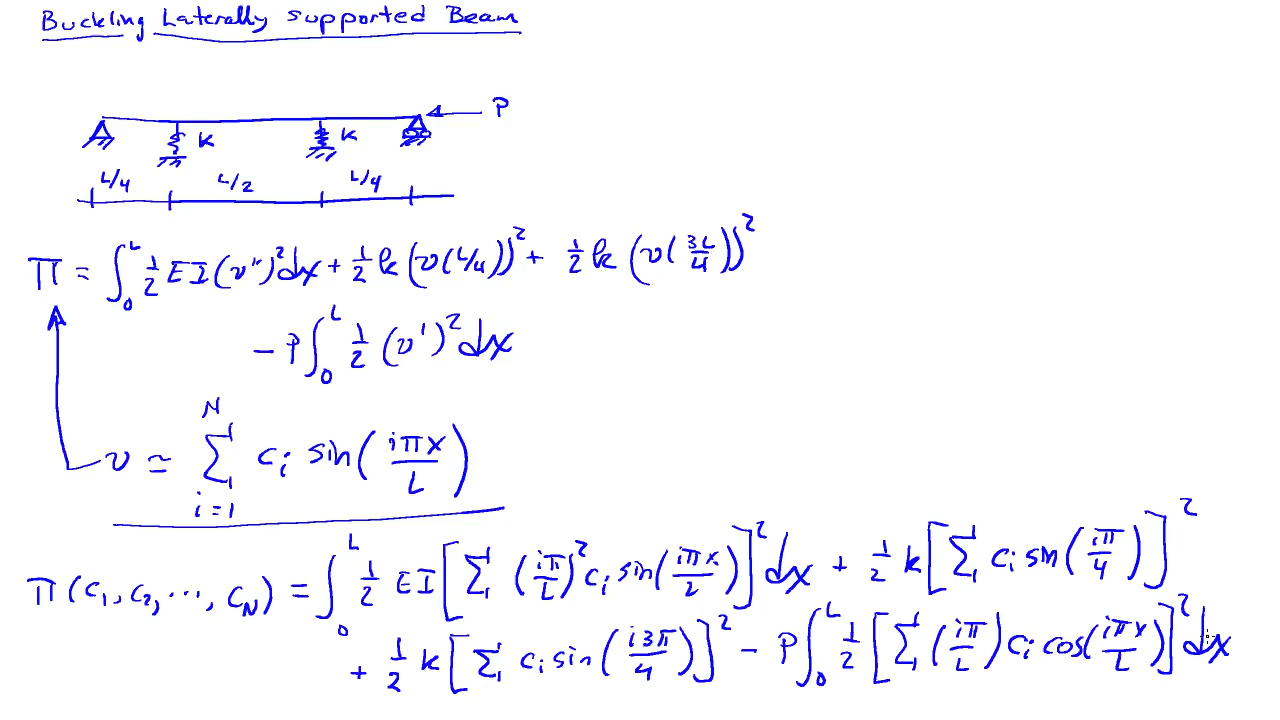 Buckling Laterally Supported Beam
P
k k
L/4 L/2 L/4
Π = ∫₀ᴸ ½ EI (v'')² dx + ½ k (v(L/4))² + ½ k (v(3L/4))²
− P ∫₀ᴸ ½ (v')² dx
v ≃ Σᵢ₌₁ᴺ cᵢ sin(iπx/L)
Π(c₁, c₂, ..., c_N) = ∫₀ᴸ ½ EI [Σ (iπ/L)² cᵢ sin(iπx/2)]² dx + ½ k [Σ cᵢ sin(iπ/4)]²
+ ½ k [Σ cᵢ sin(i3π/4)]² − P ∫₀ᴸ ½ [Σ (iπ/L) cᵢ cos(iπx/L)]² dx